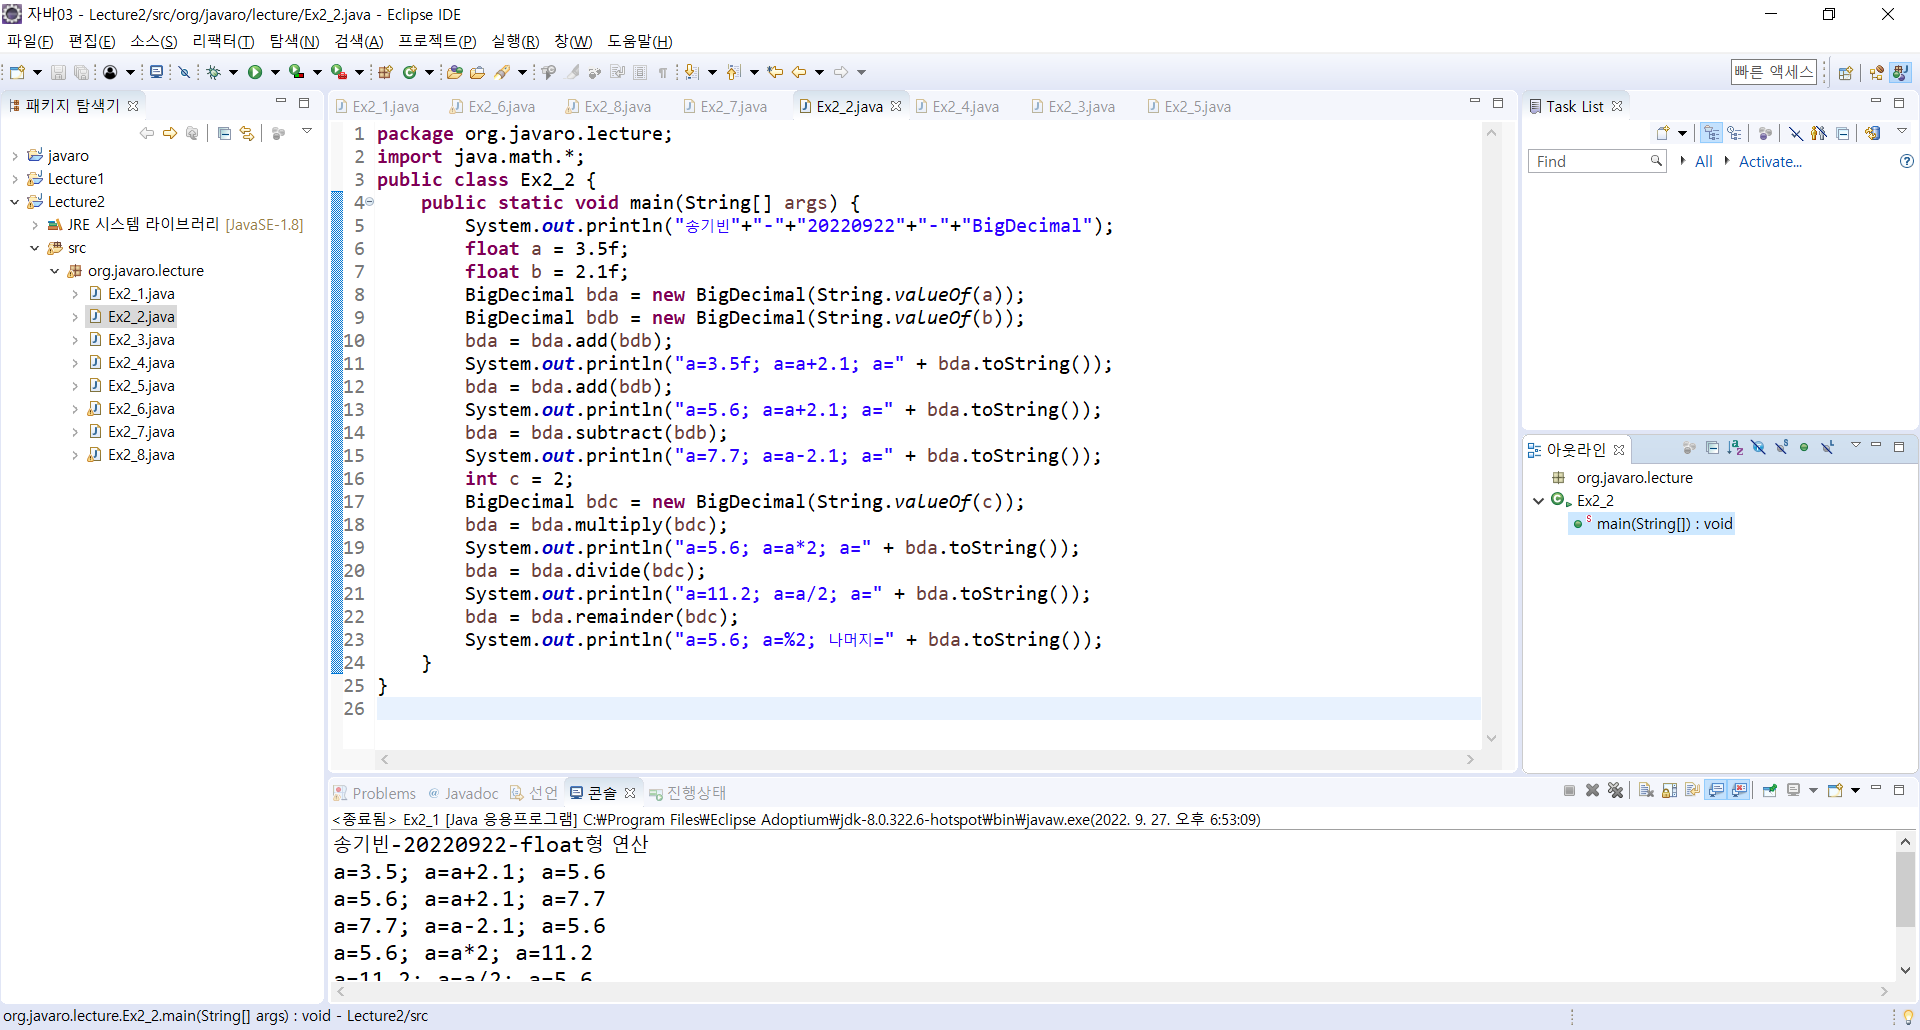 자바03 - Lecture2/src/org/javaro/lecture/Ex2_2.java - Eclipse IDE
파일(F) 편집(E) 소스(S) 리팩터(T) 탐색(N) 검색(A) 프로젝트(P) 실행(R) 창(W) 도움말(H)
빠른 액세스
패키지 탐색기
javaro
Lecture1
Lecture2
JRE 시스템 라이브러리 [JavaSE-1.8]
src
org.javaro.lecture
Ex2_1.java
Ex2_2.java
Ex2_3.java
Ex2_4.java
Ex2_5.java
Ex2_6.java
Ex2_7.java
Ex2_8.java
Ex2_1.java Ex2_6.java Ex2_8.java Ex2_7.java Ex2_2.java Ex2_4.java Ex2_3.java Ex2_5.java
1 package org.javaro.lecture;
2 import java.math.*;
3 public class Ex2_2 {
4 public static void main(String[] args) {
5 System.out.println("송기빈"+"-"+"20220922"+"-"+"BigDecimal");
6 float a = 3.5f;
7 float b = 2.1f;
8 BigDecimal bda = new BigDecimal(String.valueOf(a));
9 BigDecimal bdb = new BigDecimal(String.valueOf(b));
10 bda = bda.add(bdb);
11 System.out.println("a=3.5f; a=a+2.1; a=" + bda.toString());
12 bda = bda.add(bdb);
13 System.out.println("a=5.6; a=a+2.1; a=" + bda.toString());
14 bda = bda.subtract(bdb);
15 System.out.println("a=7.7; a=a-2.1; a=" + bda.toString());
16 int c = 2;
17 BigDecimal bdc = new BigDecimal(String.valueOf(c));
18 bda = bda.multiply(bdc);
19 System.out.println("a=5.6; a=a*2; a=" + bda.toString());
20 bda = bda.divide(bdc);
21 System.out.println("a=11.2; a=a/2; a=" + bda.toString());
22 bda = bda.remainder(bdc);
23 System.out.println("a=5.6; a=%2; 나머지=" + bda.toString());
24 }
25 }
26
Task List
Find All Activate...
아웃라인
org.javaro.lecture
Ex2_2
main(String[]) : void
Problems @ Javadoc 선언 콘솔 진행상태
<종료됨> Ex2_1 [Java 응용프로그램] C:₩Program Files₩Eclipse Adoptium₩jdk-8.0.322.6-hotspot₩bin₩javaw.exe(2022. 9. 27. 오후 6:53:09)
송기빈-20220922-float형 연산
a=3.5; a=a+2.1; a=5.6
a=5.6; a=a+2.1; a=7.7
a=7.7; a=a-2.1; a=5.6
a=5.6; a=a*2; a=11.2
a=11.2; a=a/2; a=5.6
org.javaro.lecture.Ex2_2.main(String[] args) : void - Lecture2/src